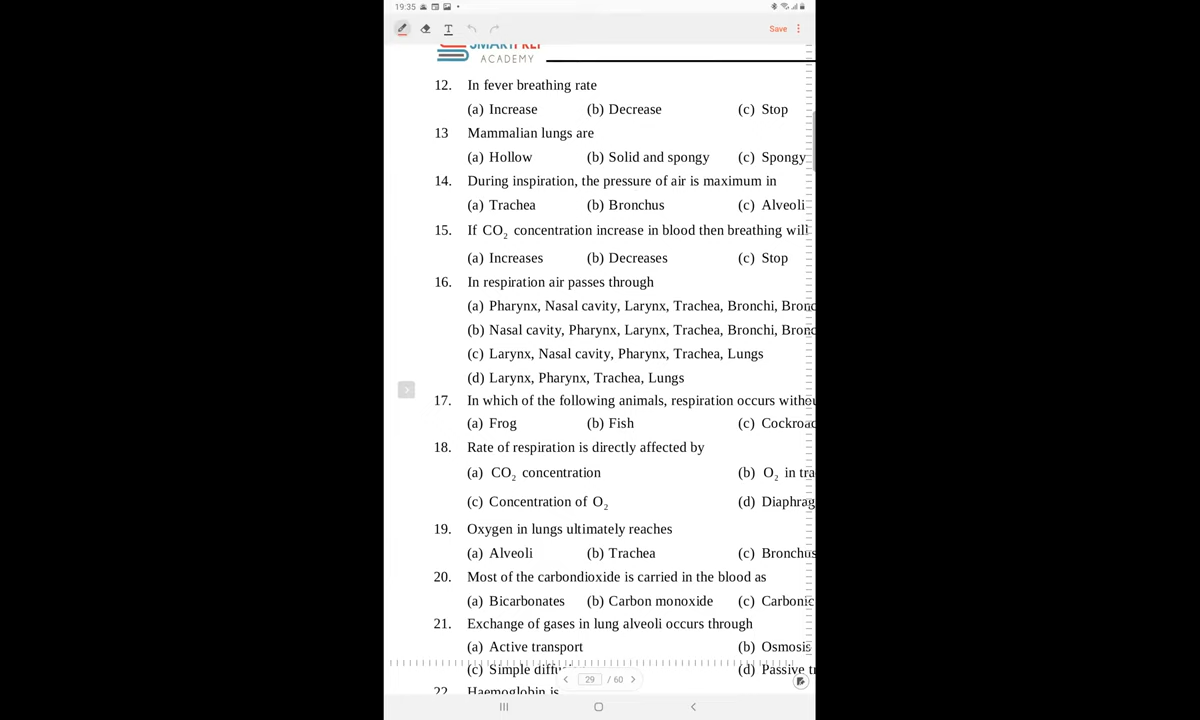 19:35
Save
ACADEMY
12. In fever breathing rate
(a) Increase (b) Decrease (c) Stop
13 Mammalian lungs are
(a) Hollow (b) Solid and spongy (c) Spongy
14. During inspiration, the pressure of air is maximum in
(a) Trachea (b) Bronchus (c) Alveoli
15. If CO₂ concentration increase in blood then breathing will
(a) Increases (b) Decreases (c) Stop
16. In respiration air passes through
(a) Pharynx, Nasal cavity, Larynx, Trachea, Bronchi,
(b) Nasal cavity, Pharynx, Larynx, Trachea, Bronchi,
(c) Larynx, Nasal cavity, Pharynx, Trachea, Lungs
(d) Larynx, Pharynx, Trachea, Lungs
17. In which of the following animals, respiration occurs
(a) Frog (b) Fish (c)
18. Rate of respiration is directly affected by
(a) CO₂ concentration (b) O₂ in
(c) Concentration of O₂ (d)
19. Oxygen in lungs ultimately reaches
(a) Alveoli (b) Trachea (c) Bronchus
20. Most of the carbondioxide is carried in the blood as
(a) Bicarbonates (b) Carbon monoxide (c) Carbonic
21. Exchange of gases in lung alveoli occurs through
(a) Active transport (b) Osmosis
(c) Simple (d) Passive
29 / 60
22. Haemoglobin is